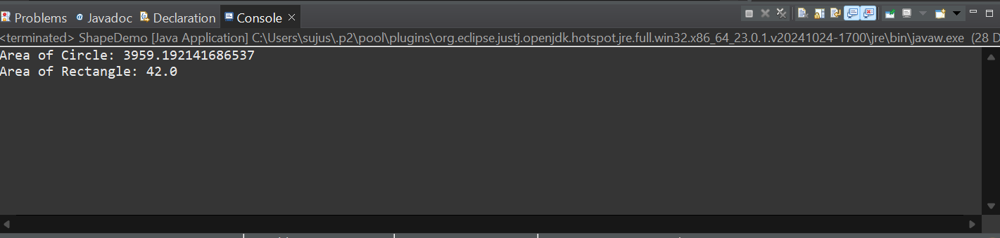 Problems @ Javadoc Declaration Console
<terminated> ShapeDemo [Java Application] C:\Users\sujus\.p2\pool\plugins\org.eclipse.justj.openjdk.hotspot.jre.full.win32.x86_64_23.0.1.v20241024-1700\jre\bin\javaw.exe (28 D
Area of Circle: 3959.192141686537
Area of Rectangle: 42.0